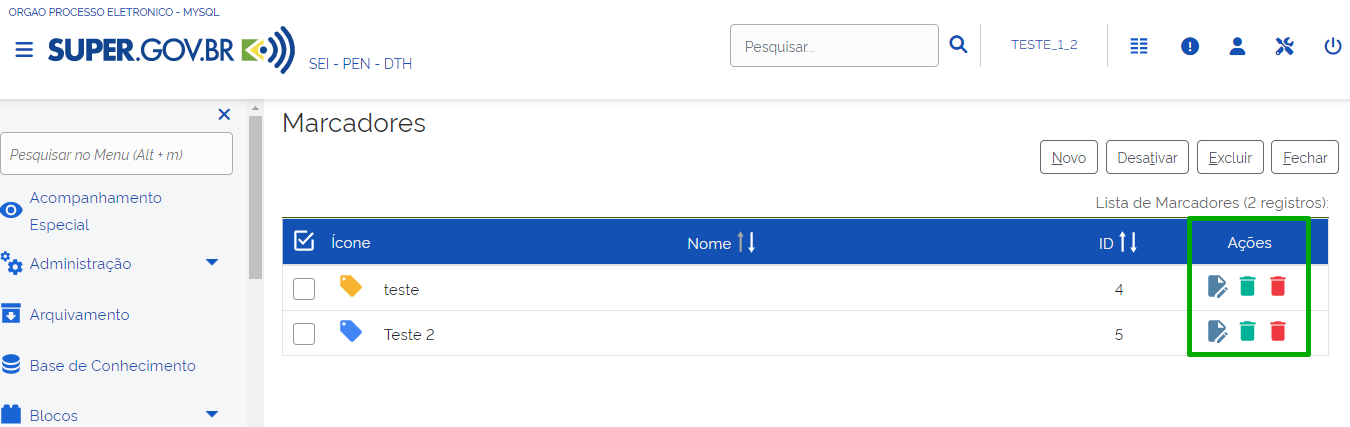 ORGAO PROCESSO ELETRONICO - MYSQL
SUPER.GOV.BR
SEI - PEN - DTH
Pesquisar...
TESTE_1_2
Pesquisar no Menu (Alt + m)
Acompanhamento
Especial
Administração
Arquivamento
Base de Conhecimento
Blocos
Marcadores
Novo Desativar Excluir Fechar
Lista de Marcadores (2 registros):
Ícone Nome ID Ações
teste 4
Teste 2 5